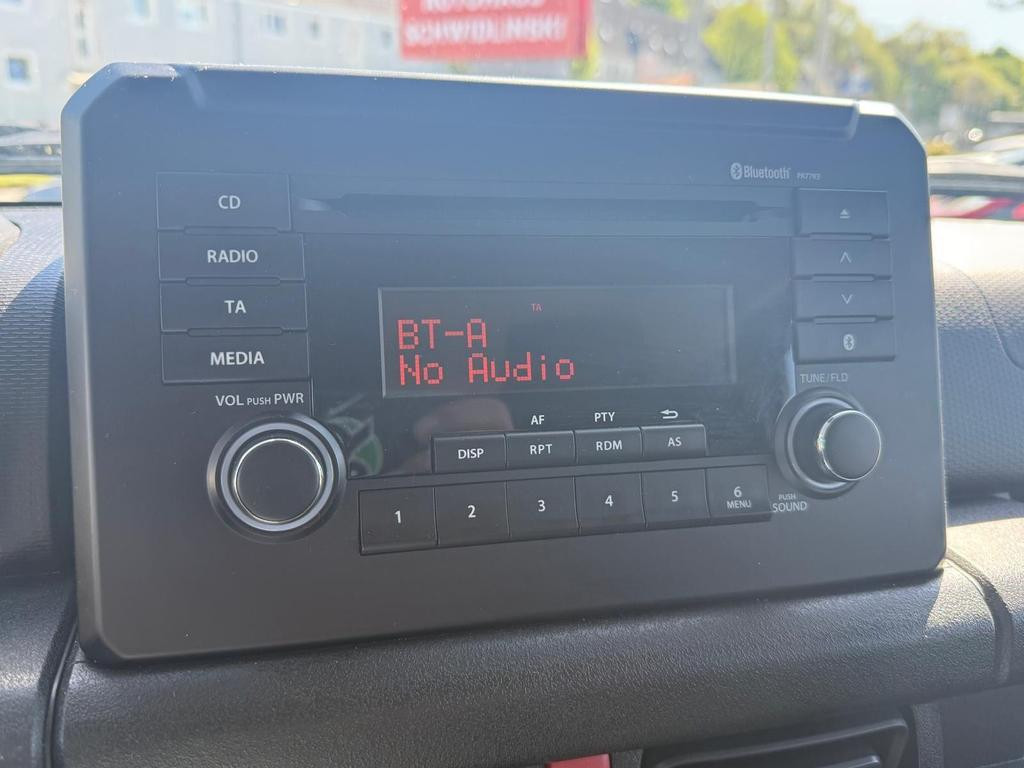 SCHWIDLINSKI
Bluetooth
CD
RADIO
TA
MEDIA
VOL PUSH PWR
TA
BT-A
No Audio
TUNE/FLD
AF PTY
DISP RPT RDM AS
1 2 3 4 5 6
MENU
PUSH
SOUND